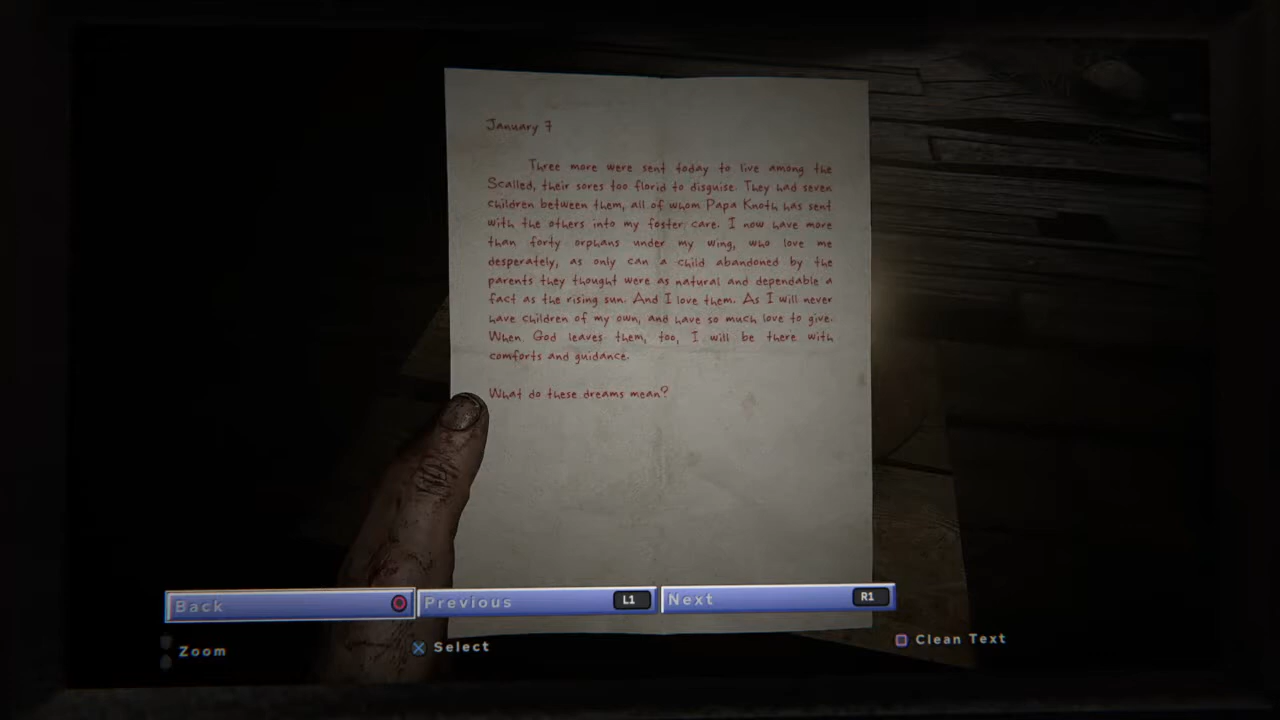 January 7
Three more were sent today to live among the
Scalled, their sores too florid to disguise. They had seven
children between them, all of whom Papa Knoth has sent
with the others into my foster care. I now have more
than forty orphans under my wing, who love me
desperately, as only can a child abandoned by the
parents they thought were as natural and dependable a
fact as the rising sun. And I love them. As I will never
have children of my own, and have so much love to give.
When God leaves them, too, I will be there with
comforts and guidance.
What do these dreams mean?
Back
Previous L1
Next R1
Zoom
Select
Clean Text